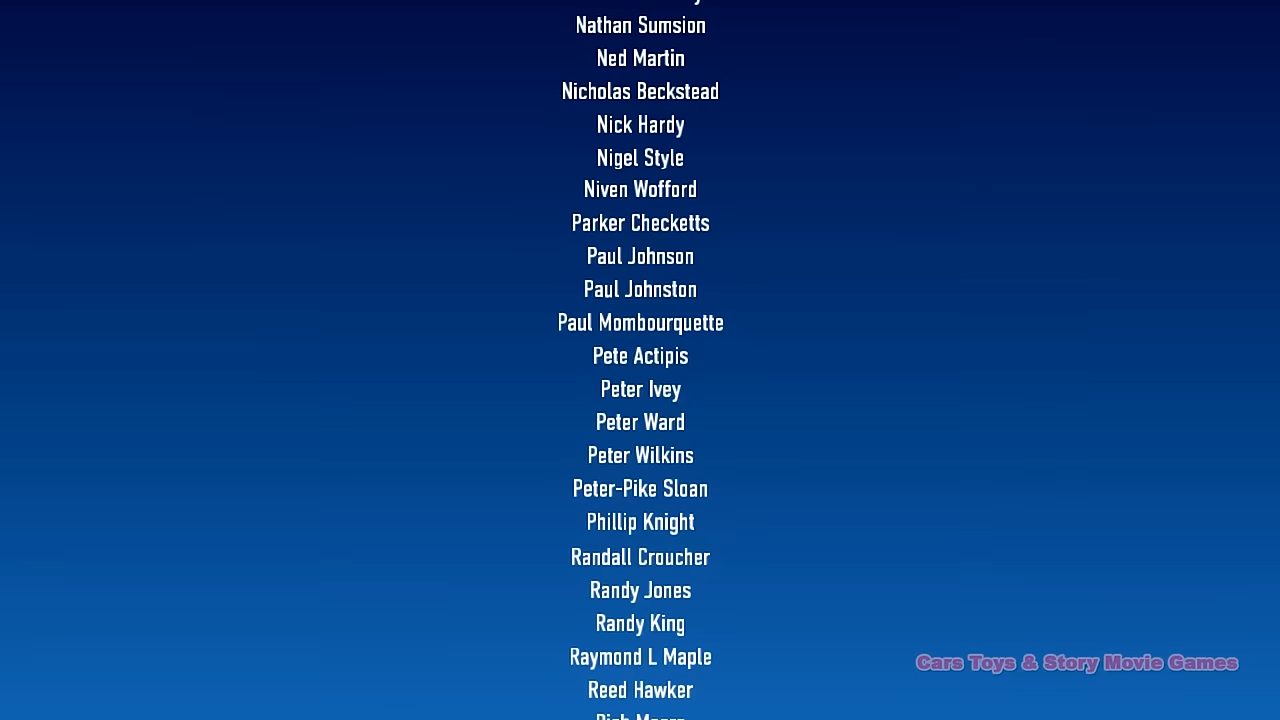 Nathan Sumsion
Ned Martin
Nicholas Beckstead
Nick Hardy
Nigel Style
Niven Wofford
Parker Checketts
Paul Johnson
Paul Johnston
Paul Mombourquette
Pete Actipis
Peter Ivey
Peter Ward
Peter Wilkins
Peter-Pike Sloan
Phillip Knight
Randall Croucher
Randy Jones
Randy King
Raymond L Maple
Cars Toys & Story Movie Games
Reed Hawker